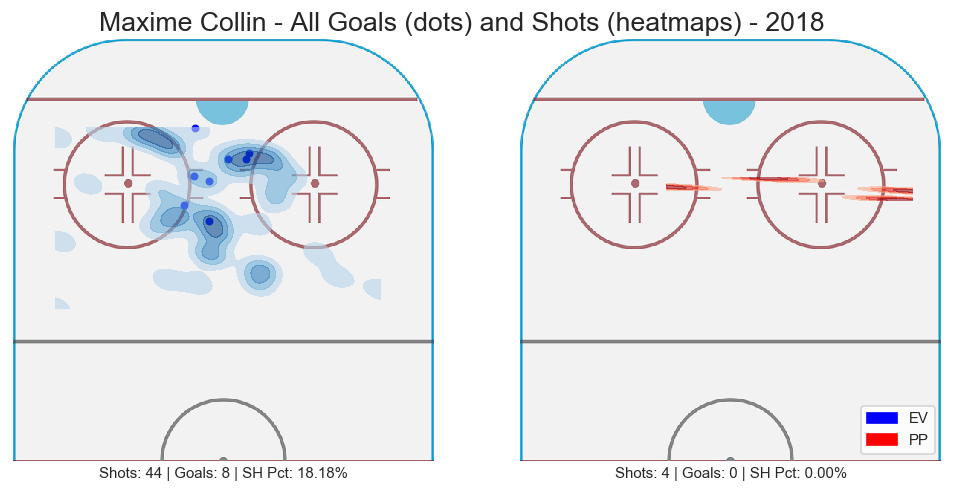 Maxime Collin - All Goals (dots) and Shots (heatmaps) - 2018
EV
PP
Shots: 44 | Goals: 8 | SH Pct: 18.18%
Shots: 4 | Goals: 0 | SH Pct: 0.00%